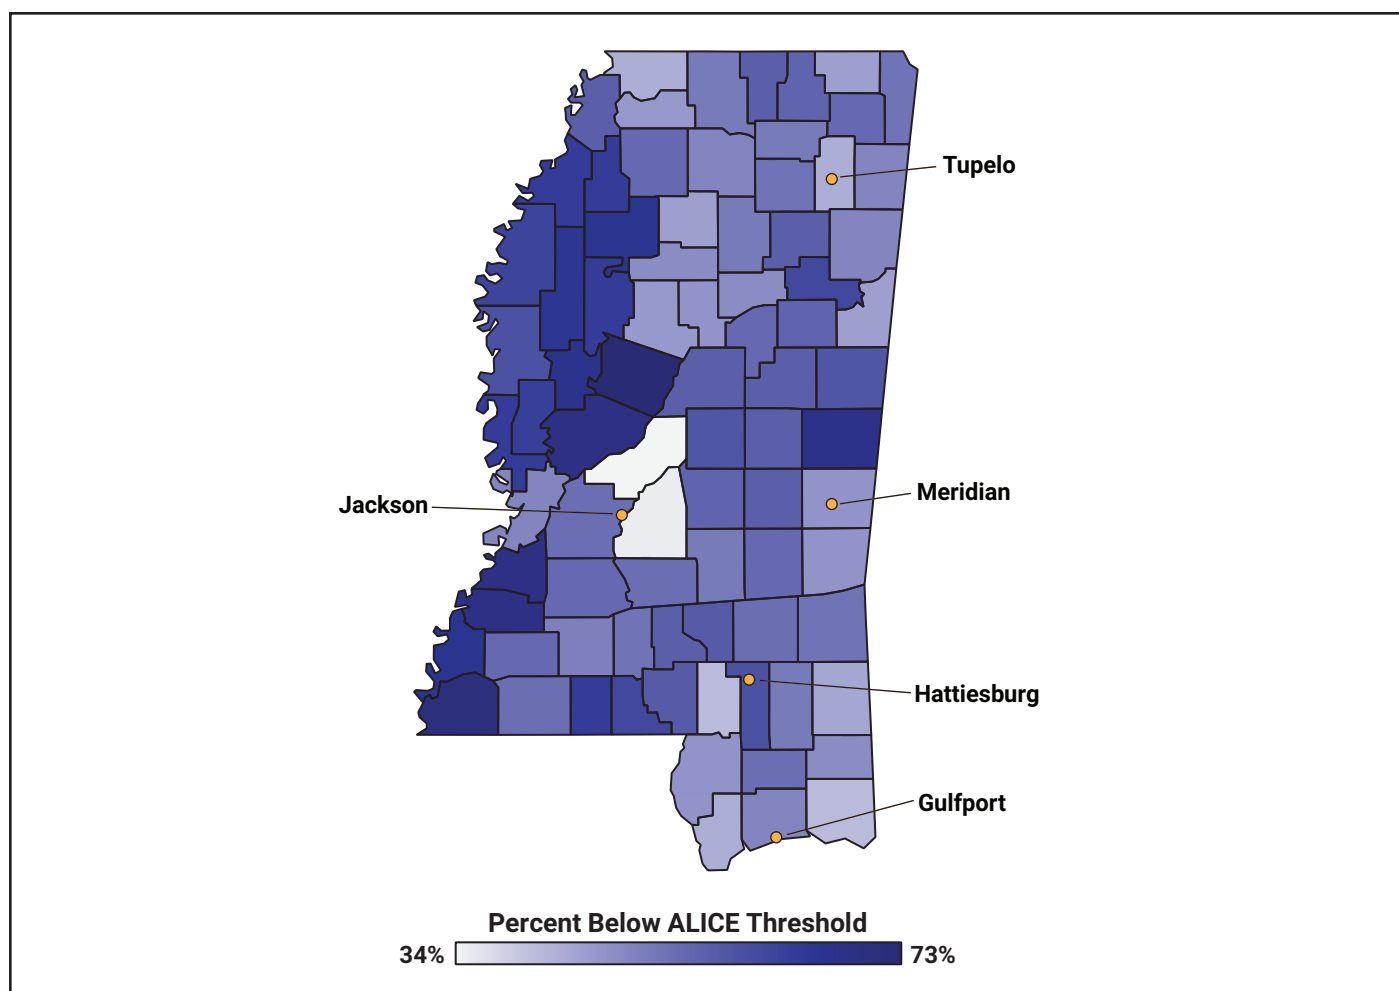 Tupelo
Meridian
Jackson
Hattiesburg
Gulfport
Percent Below ALICE Threshold
34% 73%